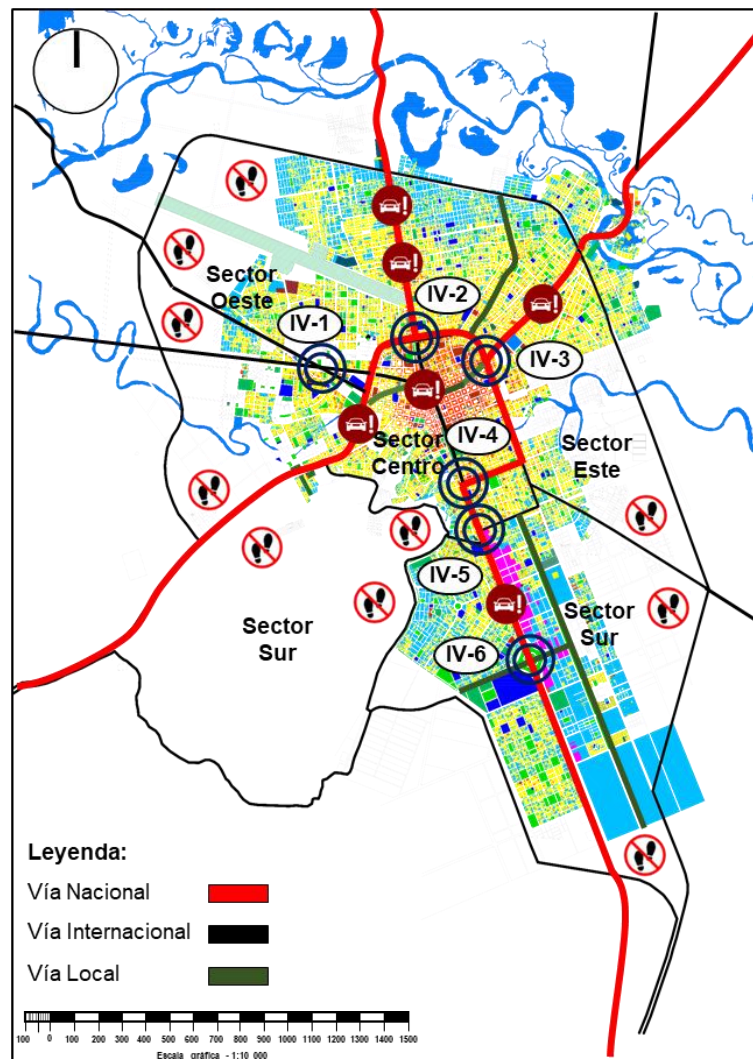 Sector
Oeste
IV-1
IV-2
IV-3
IV-4
Sector
Centro
Sector
Este
IV-5
Sector
Sur
IV-6
Sector
Sur
Leyenda:
Vía Nacional
Vía Internacional
Vía Local
100 0 100 200 300 400 500 600 700 800 900 1000 1100 1200 1300 1400 1500
Escala gráfica - 1:10 000